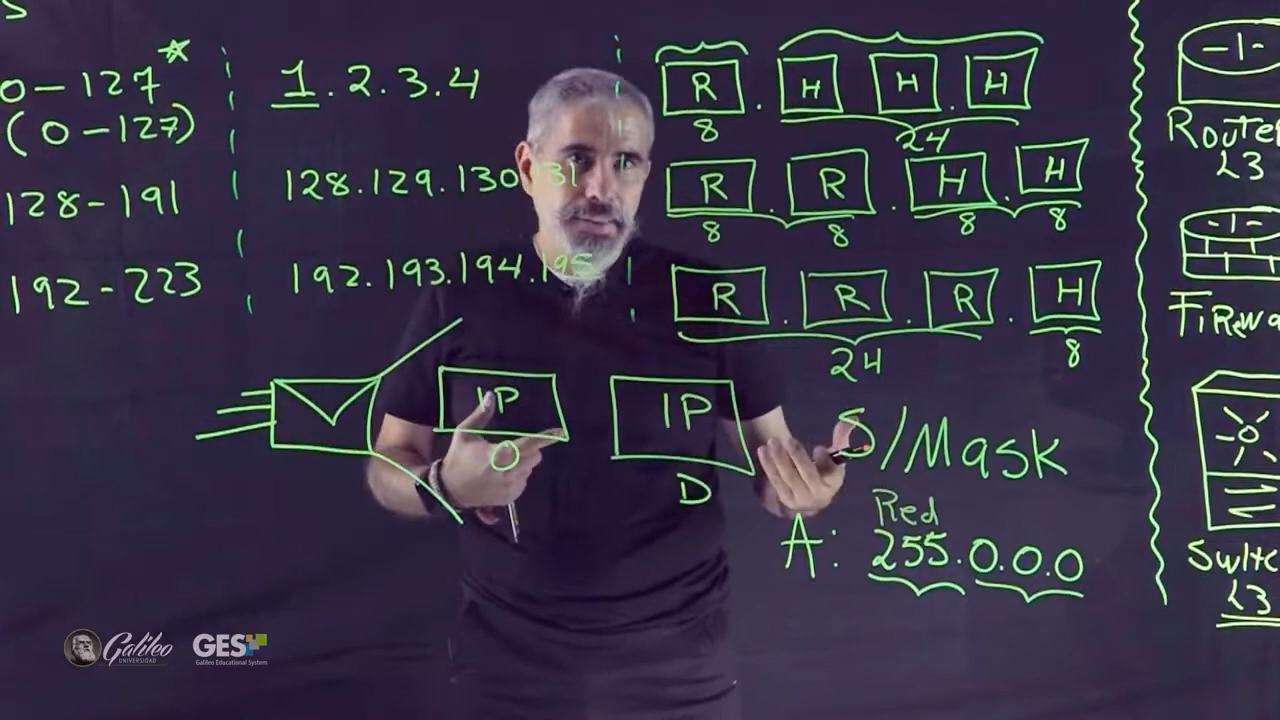 S
0-127*
(0-127)
1.2.3.4
R . H H . H
8 24
128-191
128.129.130.131
R . R . H . H
8 8 8 8
192-223
192.193.194.195
R . R . R . H
24 8
IP
O
IP
D
S/Mask
Red
A: 255.0.0.0
Route
L3
Firewa
Switc
L3
Galileo
UNIVERSIDAD
GES
Galileo Educational System